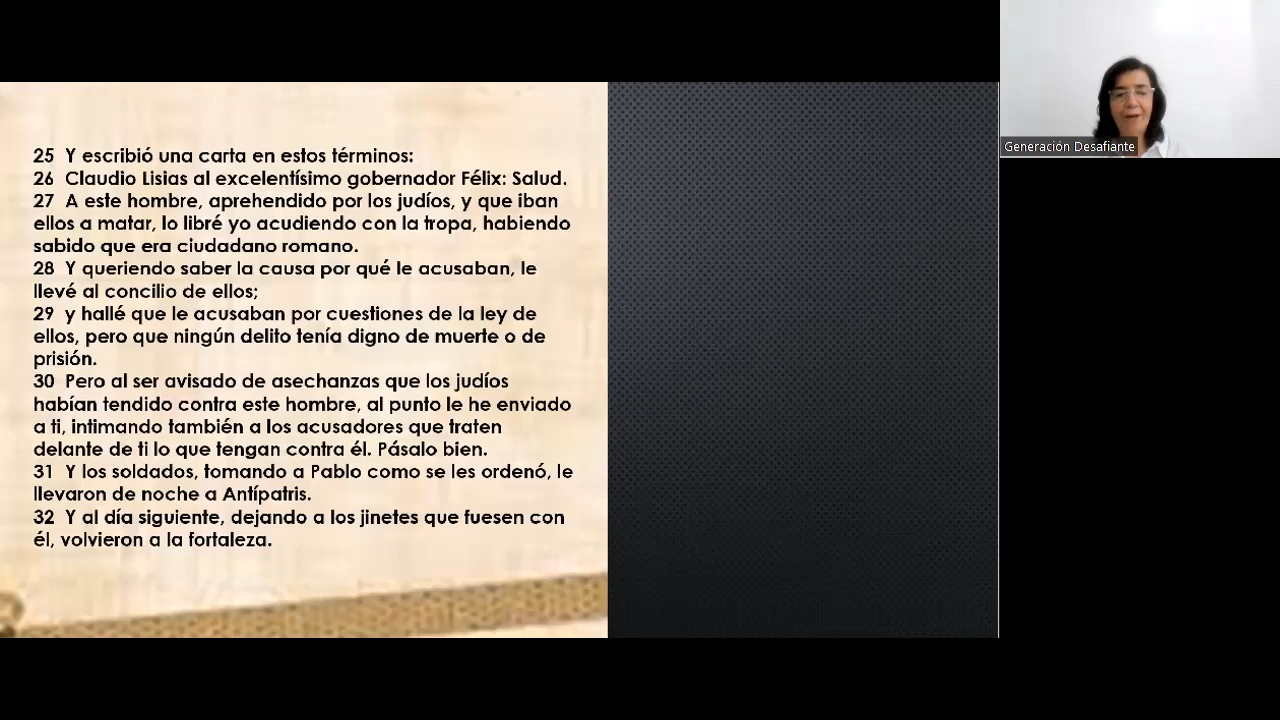 25  Y escribió una carta en estos términos:
26  Claudio Lisias al excelentísimo gobernador Félix: Salud.
27  A este hombre, aprehendido por los judíos, y que iban
ellos a matar, lo libré yo acudiendo con la tropa, habiendo
sabido que era ciudadano romano.
28  Y queriendo saber la causa por qué le acusaban, le
llevé al concilio de ellos;
29  y hallé que le acusaban por cuestiones de la ley de
ellos, pero que ningún delito tenía digno de muerte o de
prisión.
30  Pero al ser avisado de asechanzas que los judíos
habían tendido contra este hombre, al punto le he enviado
a ti, intimando también a los acusadores que traten
delante de ti lo que tengan contra él. Pásalo bien.
31  Y los soldados, tomando a Pablo como se les ordenó, le
llevaron de noche a Antípatris.
32  Y al día siguiente, dejando a los jinetes que fuesen con
él, volvieron a la fortaleza.
Generación Desafiante